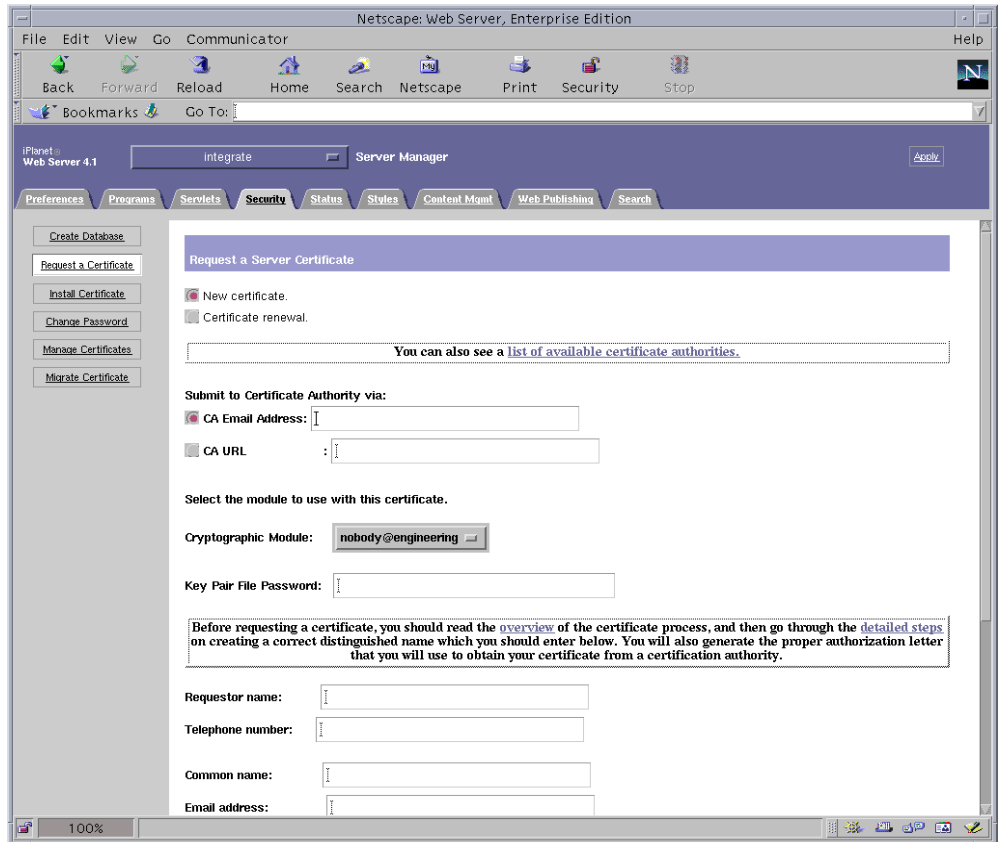 Netscape: Web Server, Enterprise Edition
File Edit View Go Communicator Help
Back Forward Reload Home Search Netscape Print Security Stop
My
N
Bookmarks Go To:
iPlanet
Web Server 4.1
integrate
Server Manager
Apply
Preferences Programs Servlets Security Status Styles Content Mgmt Web Publishing Search
Create Database
Request a Certificate
Install Certificate
Change Password
Manage Certificates
Migrate Certificate
Request a Server Certificate
New certificate.
Certificate renewal.
You can also see a list of available certificate authorities.
Submit to Certificate Authority via:
CA Email Address:
CA URL :
Select the module to use with this certificate.
Cryptographic Module: nobody@engineering
Key Pair File Password:
Before requesting a certificate, you should read the overview of the certificate process, and then go through the detailed steps
on creating a correct distinguished name which you should enter below. You will also generate the proper authorization letter
that you will use to obtain your certificate from a certification authority.
Requestor name:
Telephone number:
Common name:
Email address:
100%